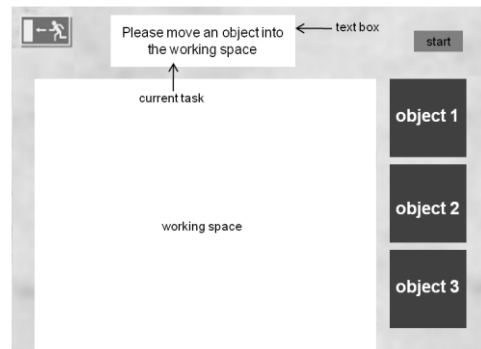 Please move an object into
the working space
text box
start
current task
object 1
working space
object 2
object 3